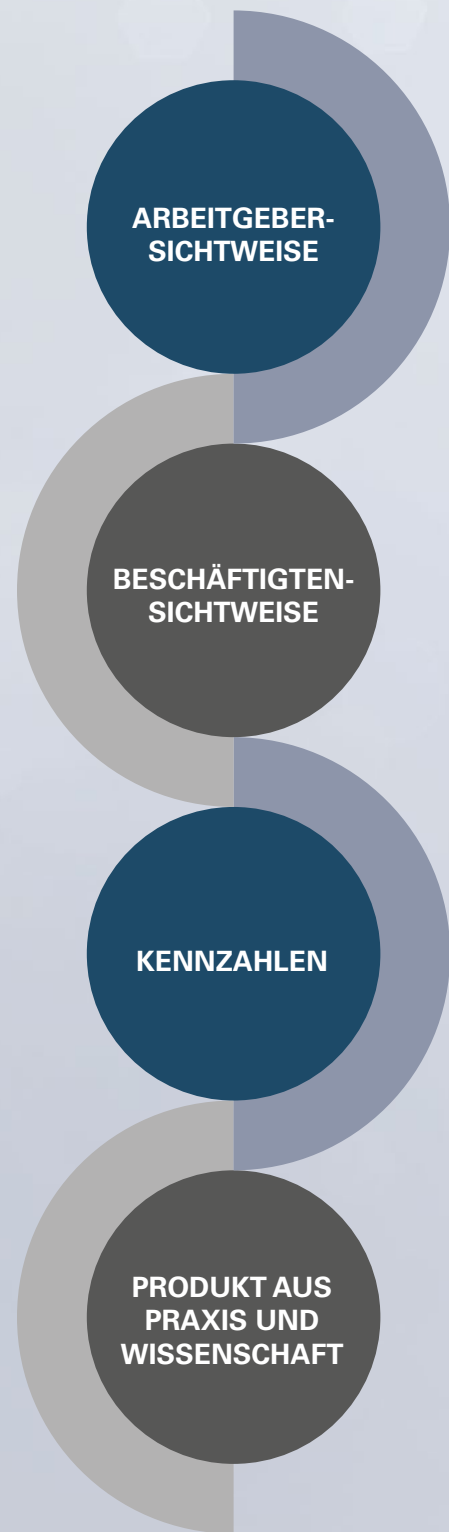 ARBEITGEBER-
SICHTWEISE
BESCHÄFTIGTEN-
SICHTWEISE
KENNZAHLEN
PRODUKT AUS
PRAXIS UND
WISSENSCHAFT